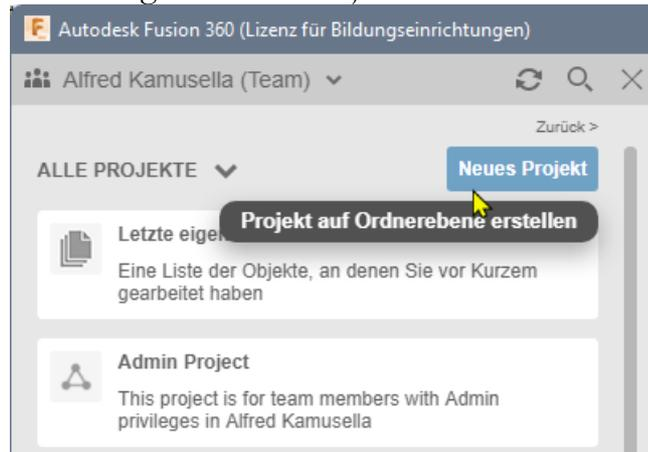 Autodesk Fusion 360 (Lizenz für Bildungseinrichtungen)
Alfred Kamusella (Team)
Zurück >
ALLE PROJEKTE
Neues Projekt
Projekt auf Ordnerebene erstellen
Letzte eige
Eine Liste der Objekte, an denen Sie vor Kurzem
gearbeitet haben
Admin Project
This project is for team members with Admin
privileges in Alfred Kamusella